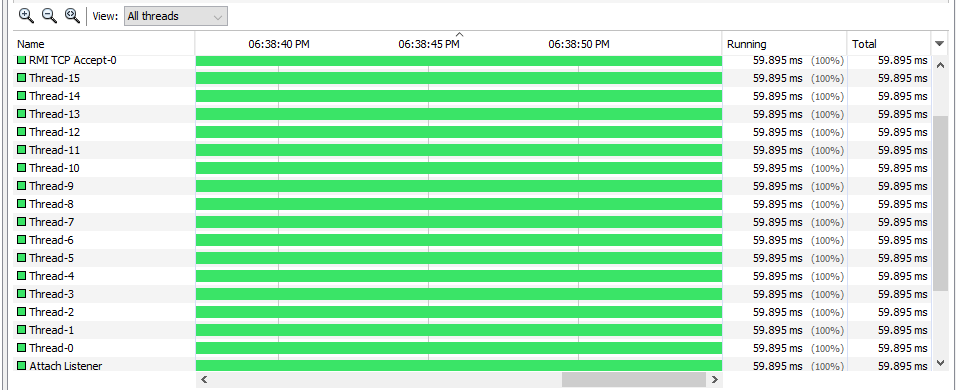 View: All threads
Name 06:38:40 PM 06:38:45 PM 06:38:50 PM Running Total
RMI TCP Accept-0 59.895 ms (100%) 59.895 ms
Thread-15 59.895 ms (100%) 59.895 ms
Thread-14 59.895 ms (100%) 59.895 ms
Thread-13 59.895 ms (100%) 59.895 ms
Thread-12 59.895 ms (100%) 59.895 ms
Thread-11 59.895 ms (100%) 59.895 ms
Thread-10 59.895 ms (100%) 59.895 ms
Thread-9 59.895 ms (100%) 59.895 ms
Thread-8 59.895 ms (100%) 59.895 ms
Thread-7 59.895 ms (100%) 59.895 ms
Thread-6 59.895 ms (100%) 59.895 ms
Thread-5 59.895 ms (100%) 59.895 ms
Thread-4 59.895 ms (100%) 59.895 ms
Thread-3 59.895 ms (100%) 59.895 ms
Thread-2 59.895 ms (100%) 59.895 ms
Thread-1 59.895 ms (100%) 59.895 ms
Thread-0 59.895 ms (100%) 59.895 ms
Attach Listener 59.895 ms (100%) 59.895 ms